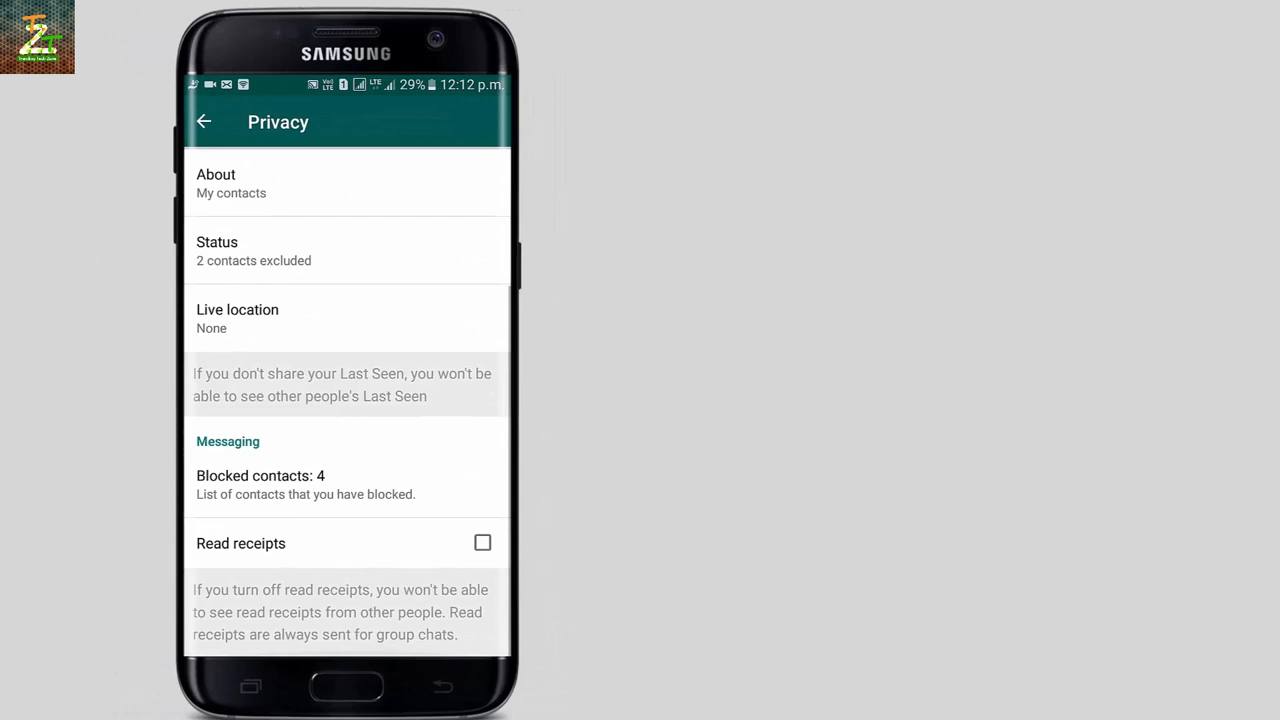 SAMSUNG
29% 12:12 p.m.
Privacy
About
My contacts
Status
2 contacts excluded
Live location
None
If you don't share your Last Seen, you won't be
able to see other people's Last Seen
Messaging
Blocked contacts: 4
List of contacts that you have blocked.
Read receipts
If you turn off read receipts, you won't be able
to see read receipts from other people. Read
receipts are always sent for group chats.